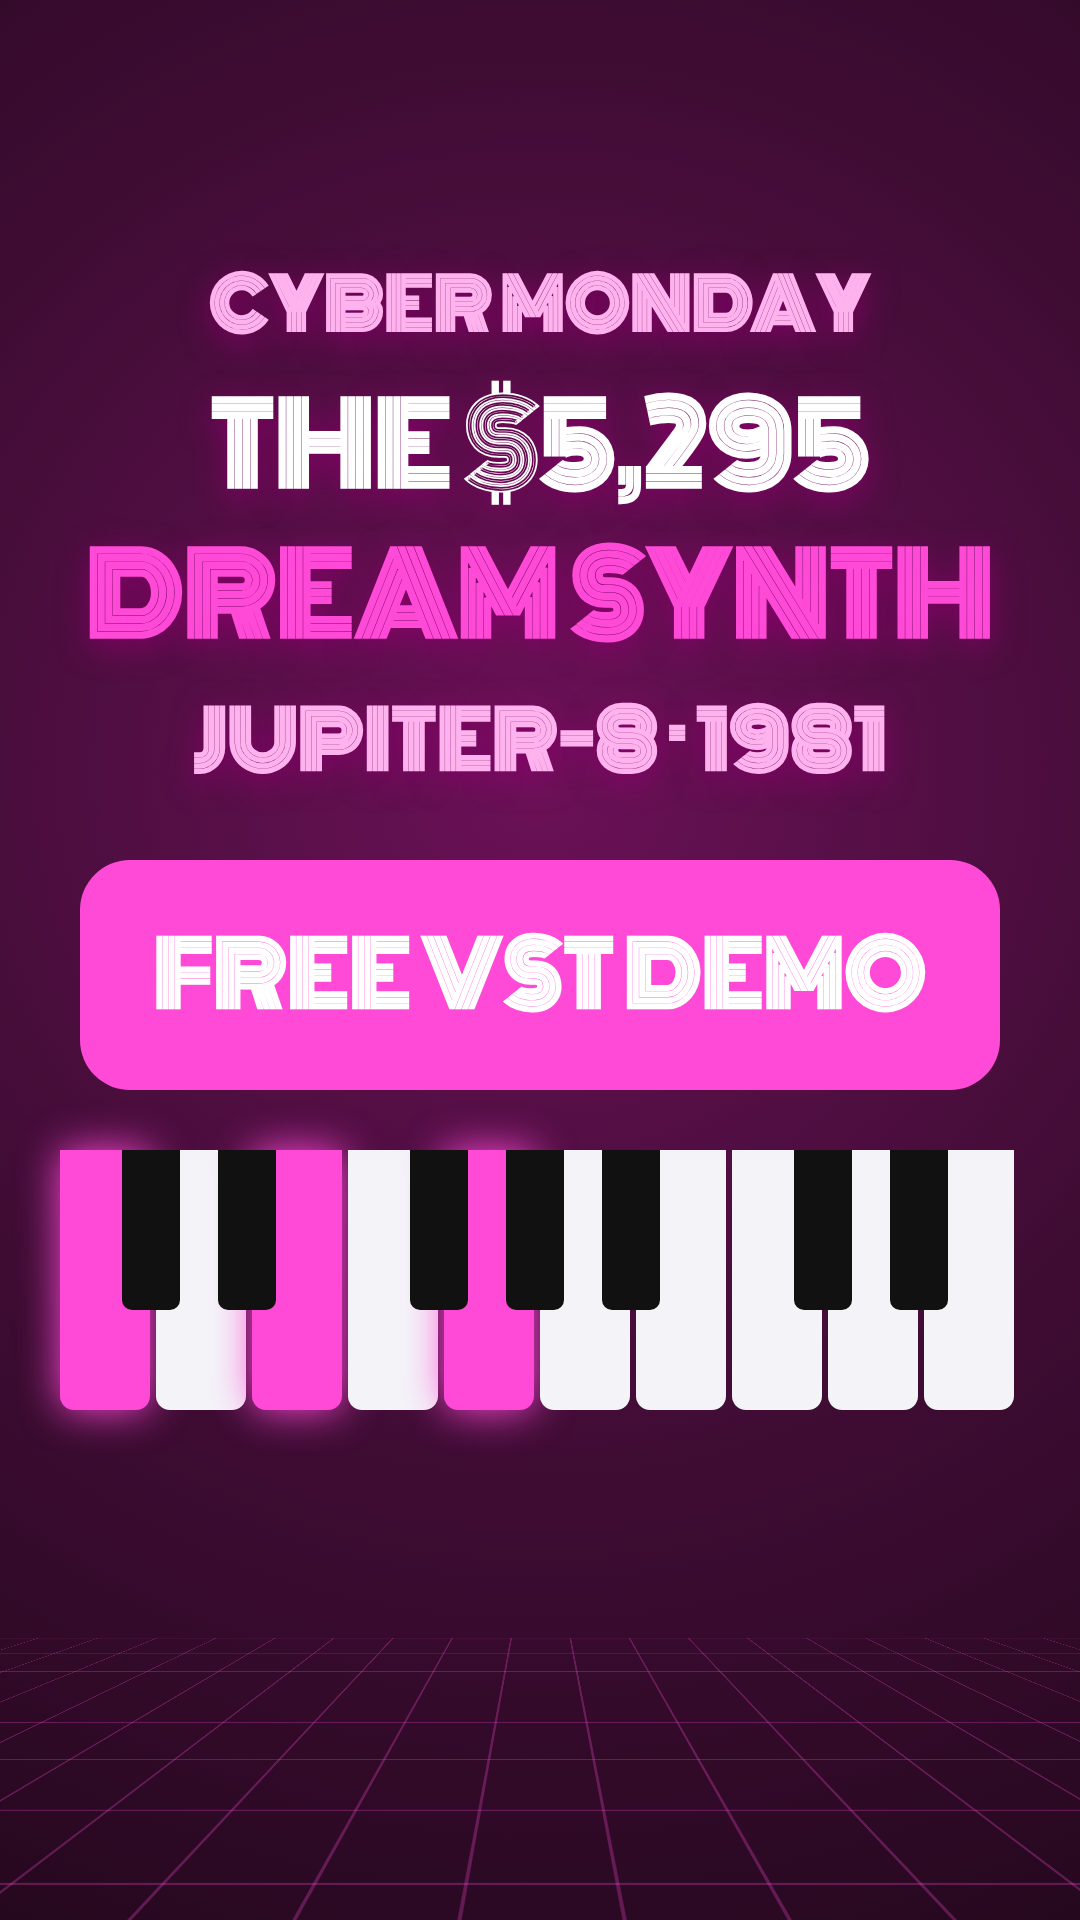 CYBER MONDAY
THE $5,295
DREAM SYNTH
JUPITER-8 · 1981
FREE VST DEMO